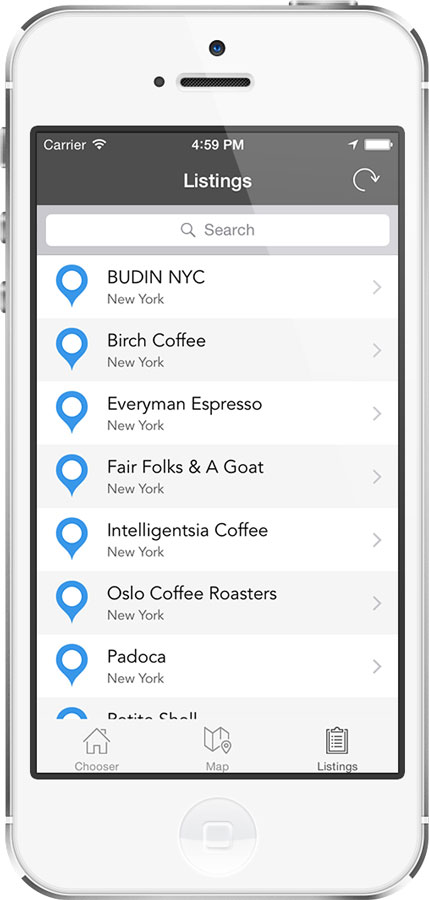 Carrier 4:59 PM
Listings
Search
BUDIN NYC
New York
Birch Coffee
New York
Everyman Espresso
New York
Fair Folks & A Goat
New York
Intelligentsia Coffee
New York
Oslo Coffee Roasters
New York
Padoca
New York
Petite Shell
Chooser Map Listings